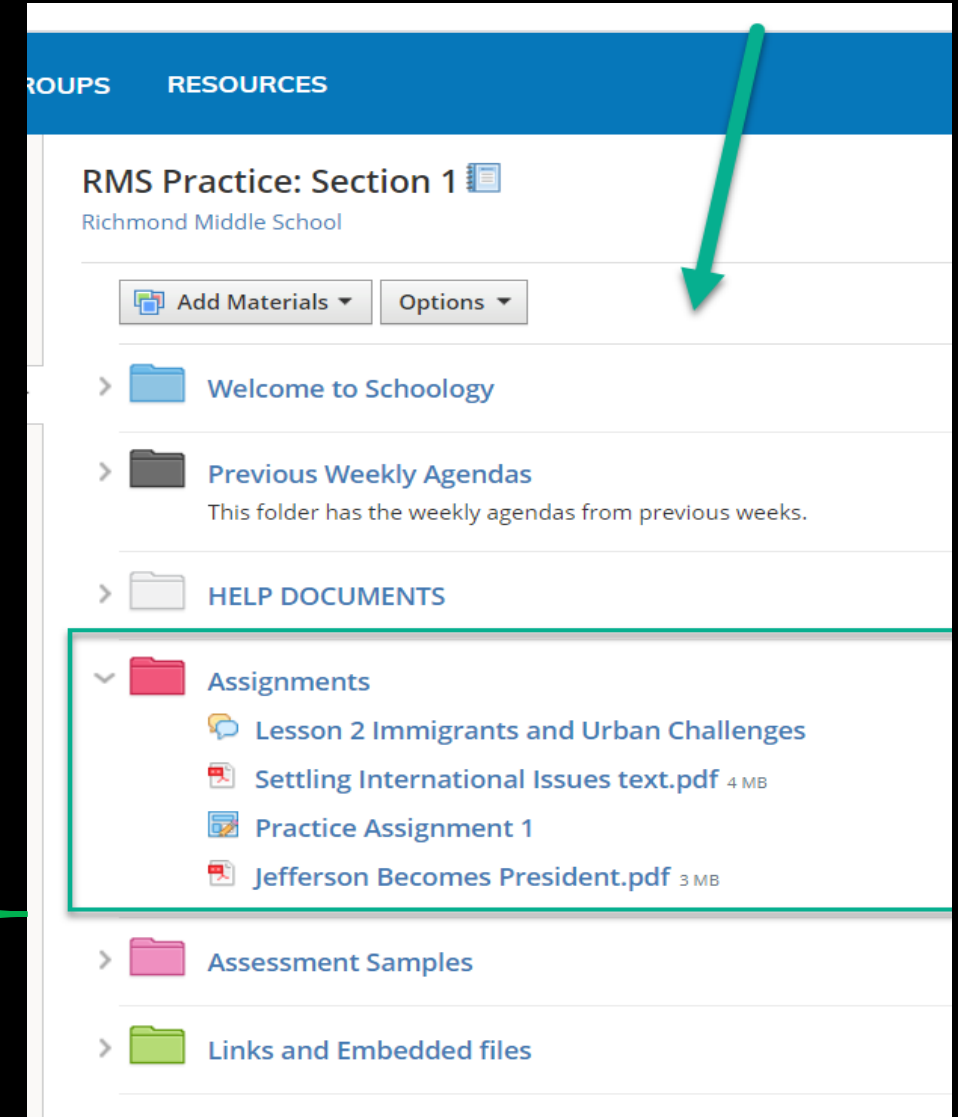 ROUPS RESOURCES
RMS Practice: Section 1
Richmond Middle School
Add Materials Options
Welcome to Schoology
Previous Weekly Agendas
This folder has the weekly agendas from previous weeks.
HELP DOCUMENTS
Assignments
Lesson 2 Immigrants and Urban Challenges
Settling International Issues text.pdf 4 MB
Practice Assignment 1
Jefferson Becomes President.pdf 3 MB
Assessment Samples
Links and Embedded files